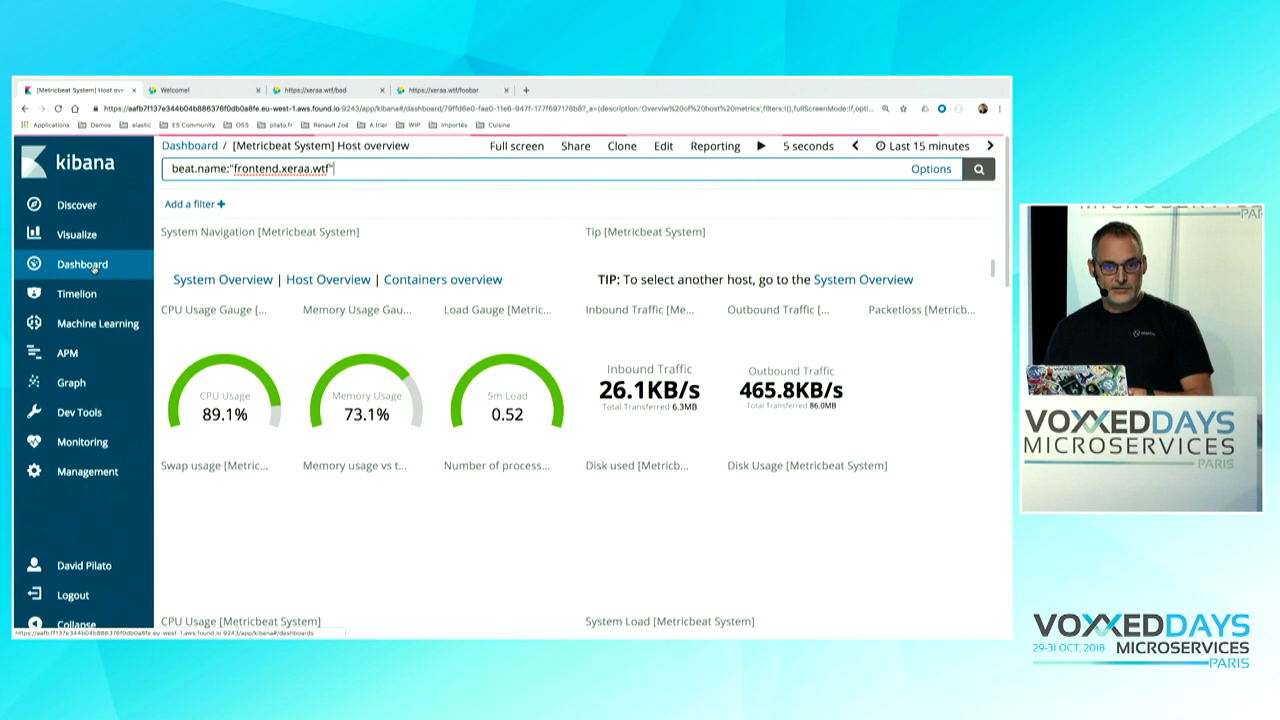 [Metricbeat System] Host over
Welcome!
https://xeraa.wtf/bad
https://xeraa.wtf/foobar
Applications
Demos
elastic
ES Community
OSS
pilato.fr
Renault Zoé
A trier
WIP
Importés
Cuisine
kibana
Discover
Visualize
Dashboard
Timelion
Machine Learning
APM
Graph
Dev Tools
Monitoring
Management
David Pilato
Logout
Collapse
Dashboard / [Metricbeat System] Host overview
Full screen Share Clone Edit Reporting 5 seconds Last 15 minutes
beat.name:"frontend.xeraa.wtf"
Options
Add a filter +
System Navigation [Metricbeat System]
Tip [Metricbeat System]
System Overview | Host Overview | Containers overview
TIP: To select another host, go to the System Overview
CPU Usage Gauge [...
Memory Usage Gau...
Load Gauge [Metric...
Inbound Traffic [Me...
Outbound Traffic [...
Packetloss [Metricb...
CPU Usage
89.1%
Memory Usage
73.1%
5m Load
0.52
Inbound Traffic
26.1KB/s
Total Transferred 6.3MB
Outbound Traffic
465.8KB/s
Total Transferred 86.0MB
Swap usage [Metric...
Memory usage vs t...
Number of process...
Disk used [Metricb...
Disk Usage [Metricbeat System]
CPU Usage [Metricbeat System]
System Load [Metricbeat System]
VOXXEDDAYS
MICROSERVICES
PARIS
VOXXEDDAYS
29-31 OCT, 2018 MICROSERVICES
PARIS